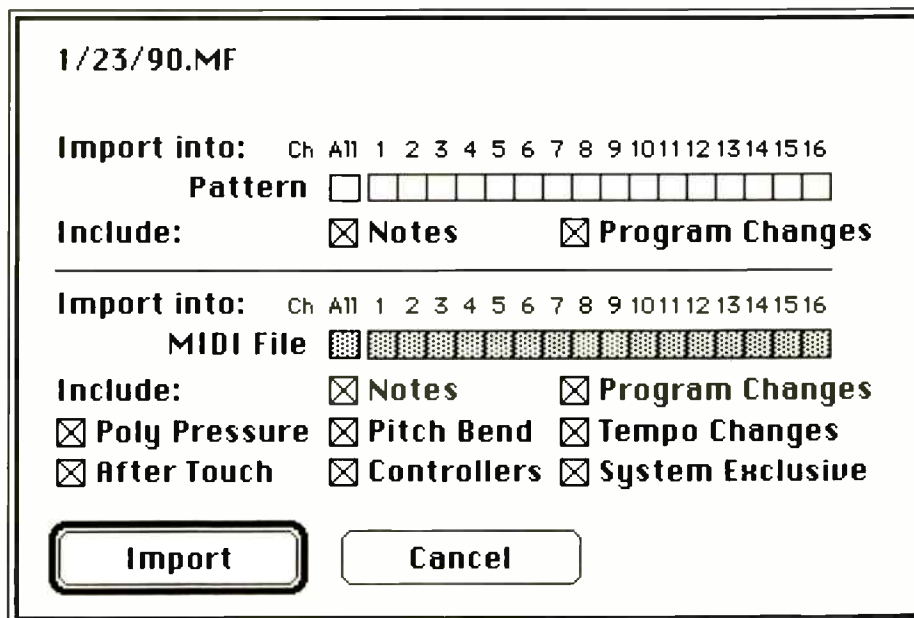 1/23/90.MF
Import into: Ch All 1 2 3 4 5 6 7 8 9 10 11 12 13 14 15 16
Pattern
Include: Notes Program Changes
Import into: Ch All 1 2 3 4 5 6 7 8 9 10 11 12 13 14 15 16
MIDI File
Include: Notes Program Changes
Poly Pressure Pitch Bend Tempo Changes
After Touch Controllers System Exclusive
Import Cancel